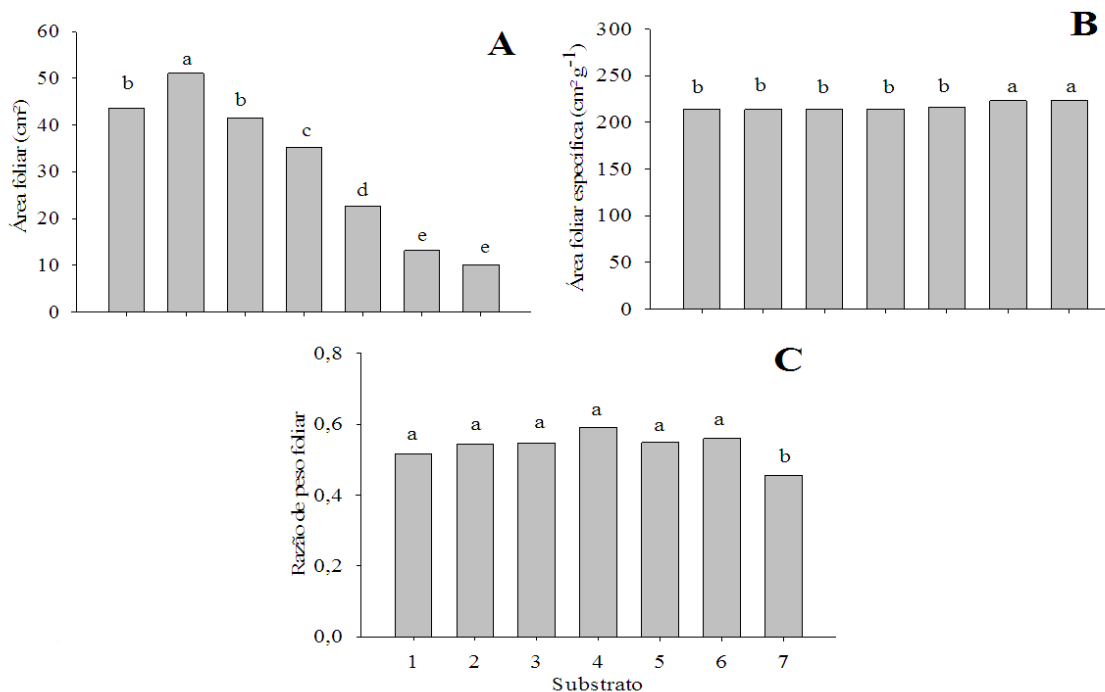 A
Área foliar (cm²)
60
50
40
30
20
10
0
b
a
b
c
d
e
e
B
Área foliar específica (cm² g⁻¹)
300
250
200
150
100
50
0
b
b
b
b
b
a
a
C
Razão de peso foliar
0,8
0,6
0,4
0,2
0,0
a
a
a
a
a
a
b
1 2 3 4 5 6 7
Substrato